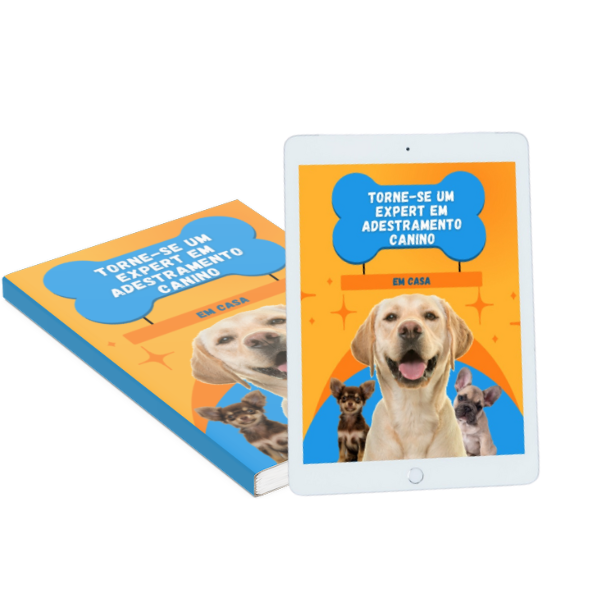 TORNE-SE UM
EXPERT EM
ADESTRAMENTO
CANINO
EM CASA
TORNE-SE UM
EXPERT EM
ADESTRAMENTO
CANINO
EM CASA